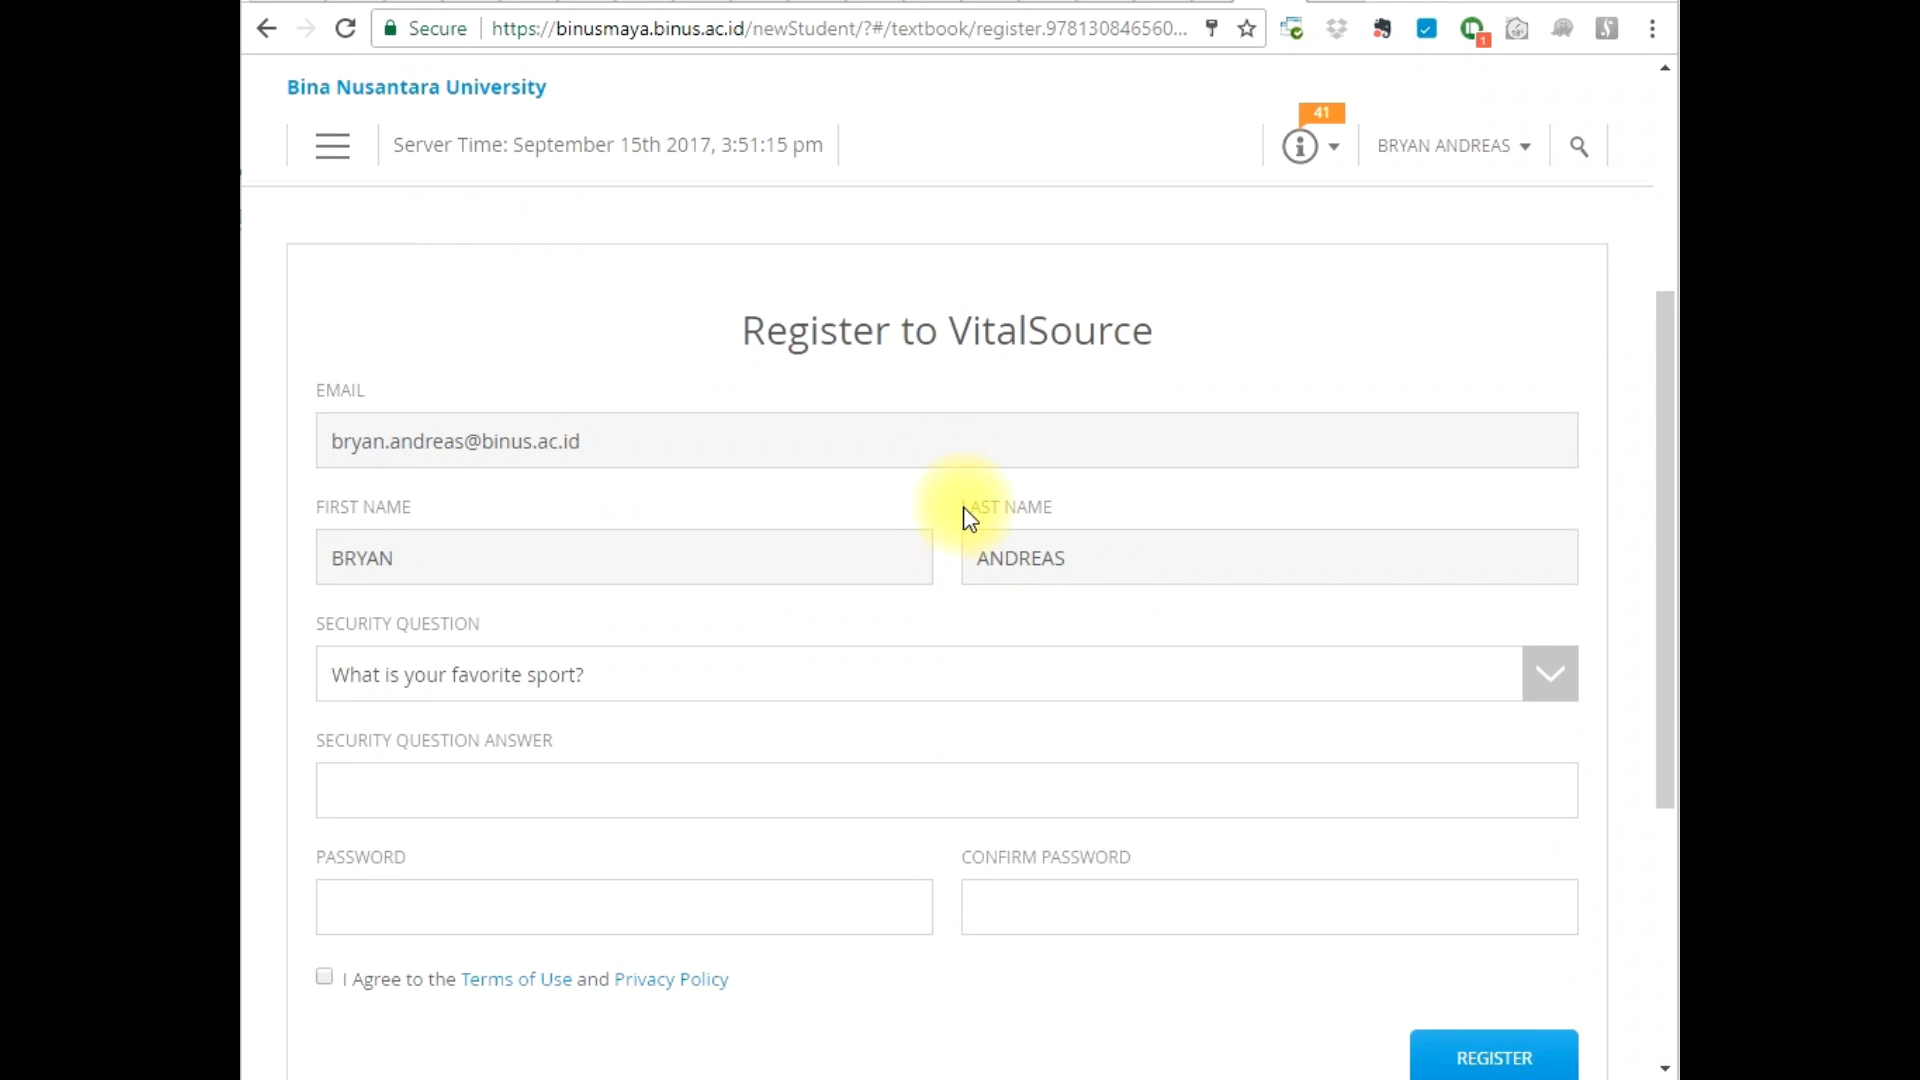 Secure https://binusmaya.binus.ac.id/newStudent/?#/textbook/register.978130846560...
1
Bina Nusantara University
41
Server Time: September 15th 2017, 3:51:15 pm
BRYAN ANDREAS
Register to VitalSource
EMAIL
bryan.andreas@binus.ac.id
FIRST NAME LAST NAME
BRYAN ANDREAS
SECURITY QUESTION
What is your favorite sport?
SECURITY QUESTION ANSWER
PASSWORD CONFIRM PASSWORD
I Agree to the Terms of Use and Privacy Policy
REGISTER